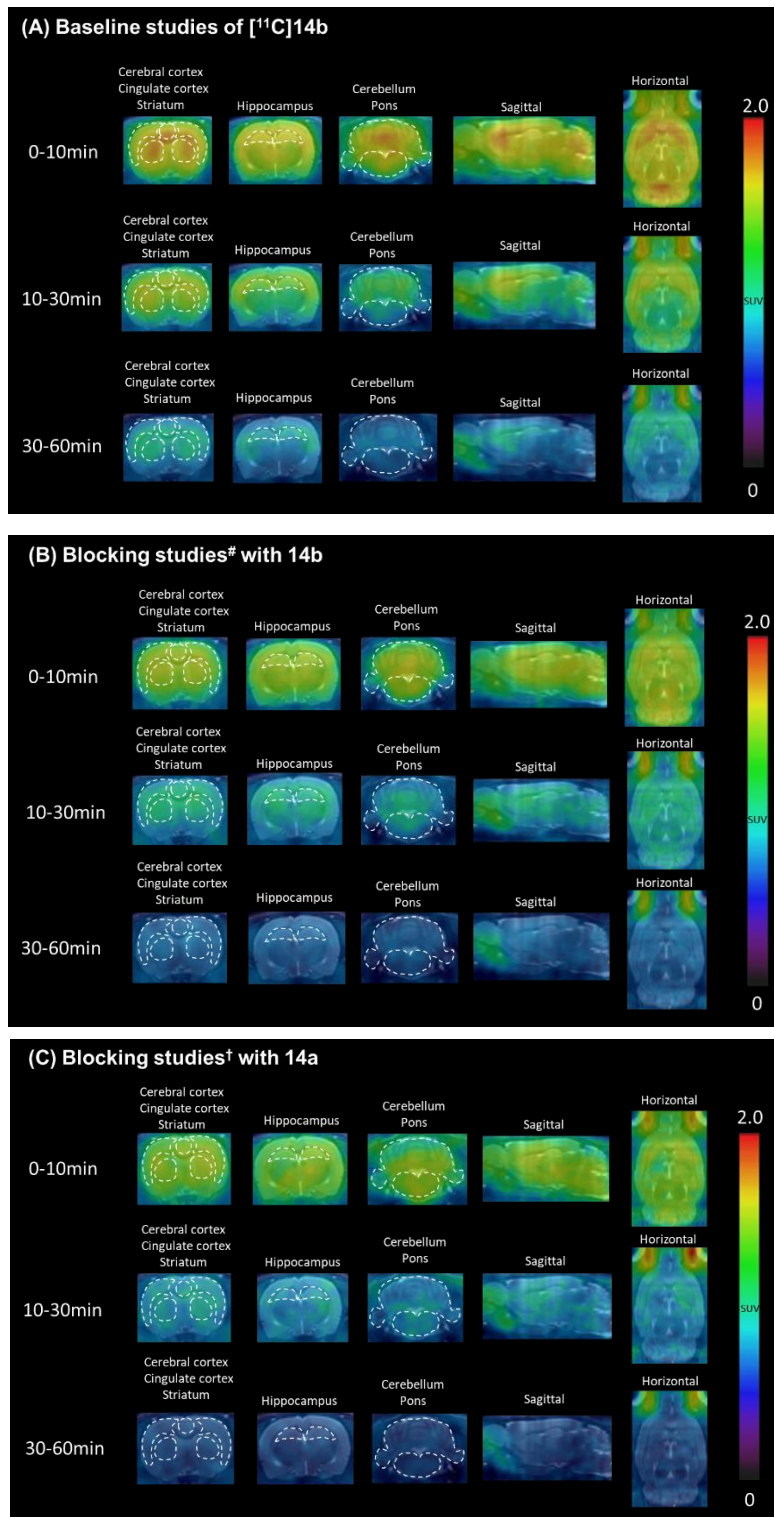 (A) Baseline studies of [¹¹C]14b
Cerebral cortex
Cingulate cortex
Striatum
Hippocampus
Cerebellum
Pons
Sagittal
Horizontal
2.0
0-10min
Cerebral cortex
Cingulate cortex
Striatum
Hippocampus
Cerebellum
Pons
Sagittal
Horizontal
10-30min
SUV
Cerebral cortex
Cingulate cortex
Striatum
Hippocampus
Cerebellum
Pons
Sagittal
Horizontal
30-60min
0
(B) Blocking studies# with 14b
Cerebral cortex
Cingulate cortex
Striatum
Hippocampus
Cerebellum
Pons
Sagittal
Horizontal
2.0
0-10min
Cerebral cortex
Cingulate cortex
Striatum
Hippocampus
Cerebellum
Pons
Sagittal
Horizontal
10-30min
SUV
Cerebral cortex
Cingulate cortex
Striatum
Hippocampus
Cerebellum
Pons
Sagittal
Horizontal
30-60min
0
(C) Blocking studies† with 14a
Cerebral cortex
Cingulate cortex
Striatum
Hippocampus
Cerebellum
Pons
Sagittal
Horizontal
2.0
0-10min
Cerebral cortex
Cingulate cortex
Striatum
Hippocampus
Cerebellum
Pons
Sagittal
Horizontal
10-30min
SUV
Cerebral cortex
Cingulate cortex
Striatum
Hippocampus
Cerebellum
Pons
Sagittal
Horizontal
30-60min
0